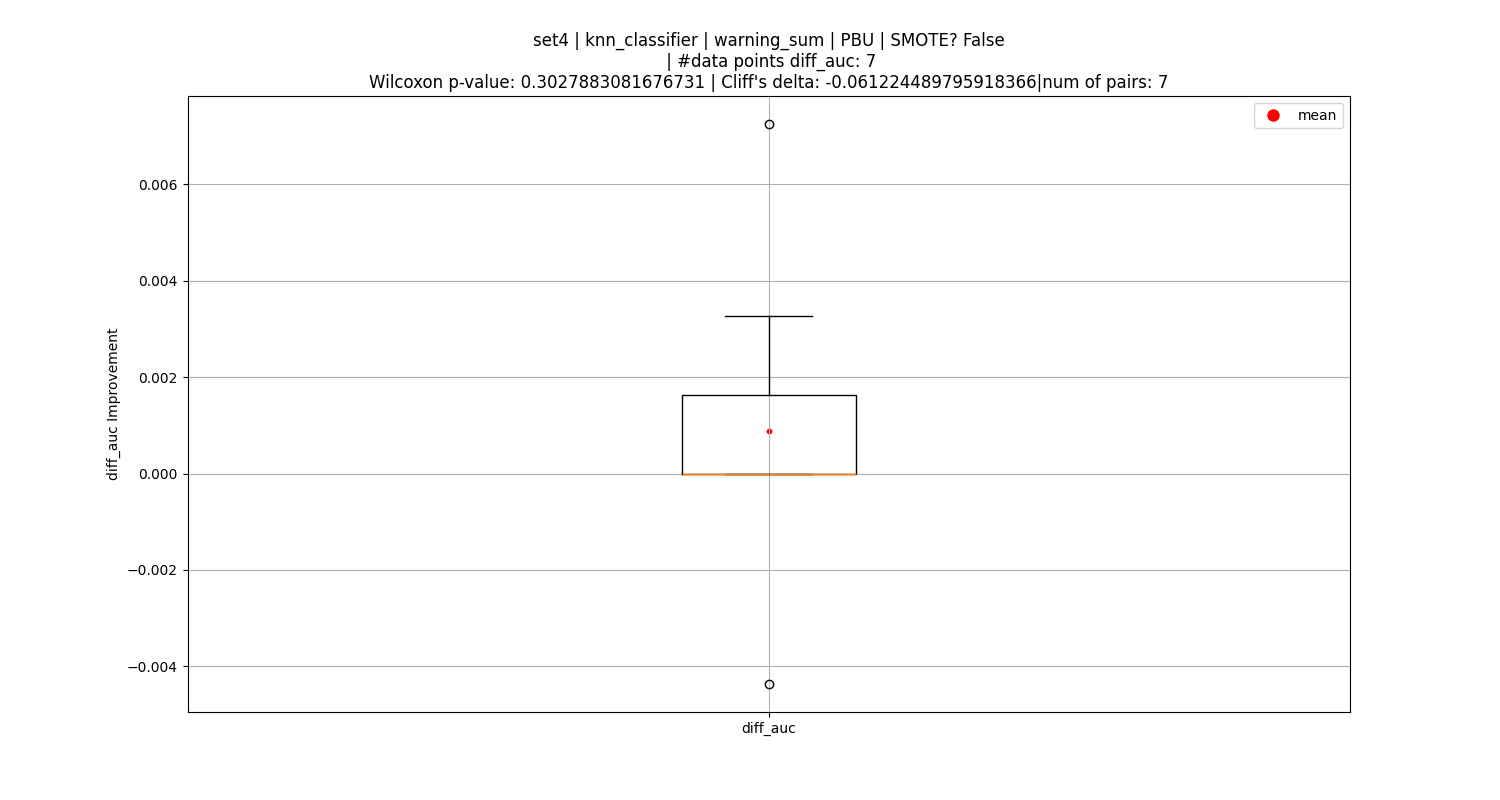 set4 | knn_classifier | warning_sum | PBU | SMOTE? False
| #data points diff_auc: 7
Wilcoxon p-value: 0.3027883081676731 | Cliff's delta: -0.061224489795918366|num of pairs: 7
mean
0.006
0.004
0.002
0.000
−0.002
−0.004
diff_auc Improvement
diff_auc